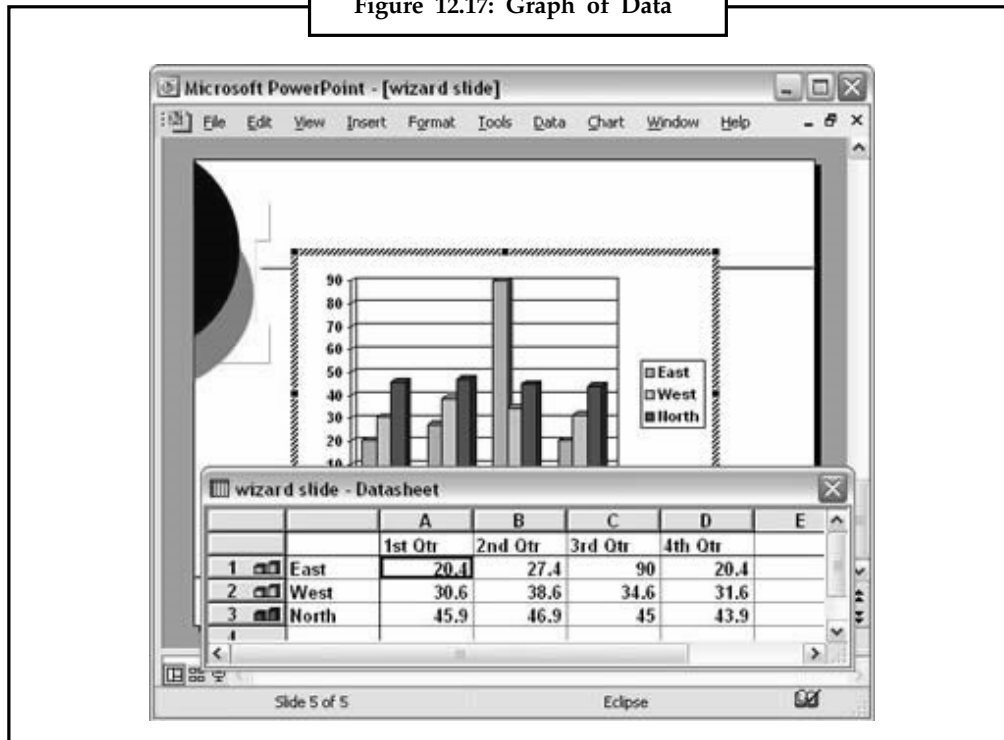 Figure 12.17: Graph of Data
Microsoft PowerPoint - [wizard slide]
File Edit View Insert Format Tools Data Chart Window Help
90
80
70
60
50
40
30
20
10
East
West
North
wizard slide - Datasheet
A B C D E
1st Qtr 2nd Qtr 3rd Qtr 4th Qtr
1 East 20.4 27.4 90 20.4
2 West 30.6 38.6 34.6 31.6
3 North 45.9 46.9 45 43.9
4
Slide 5 of 5 Eclipse